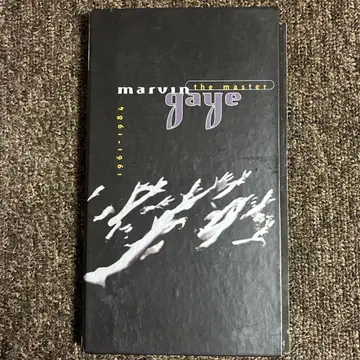 marvin the master
gaye
1961-1984